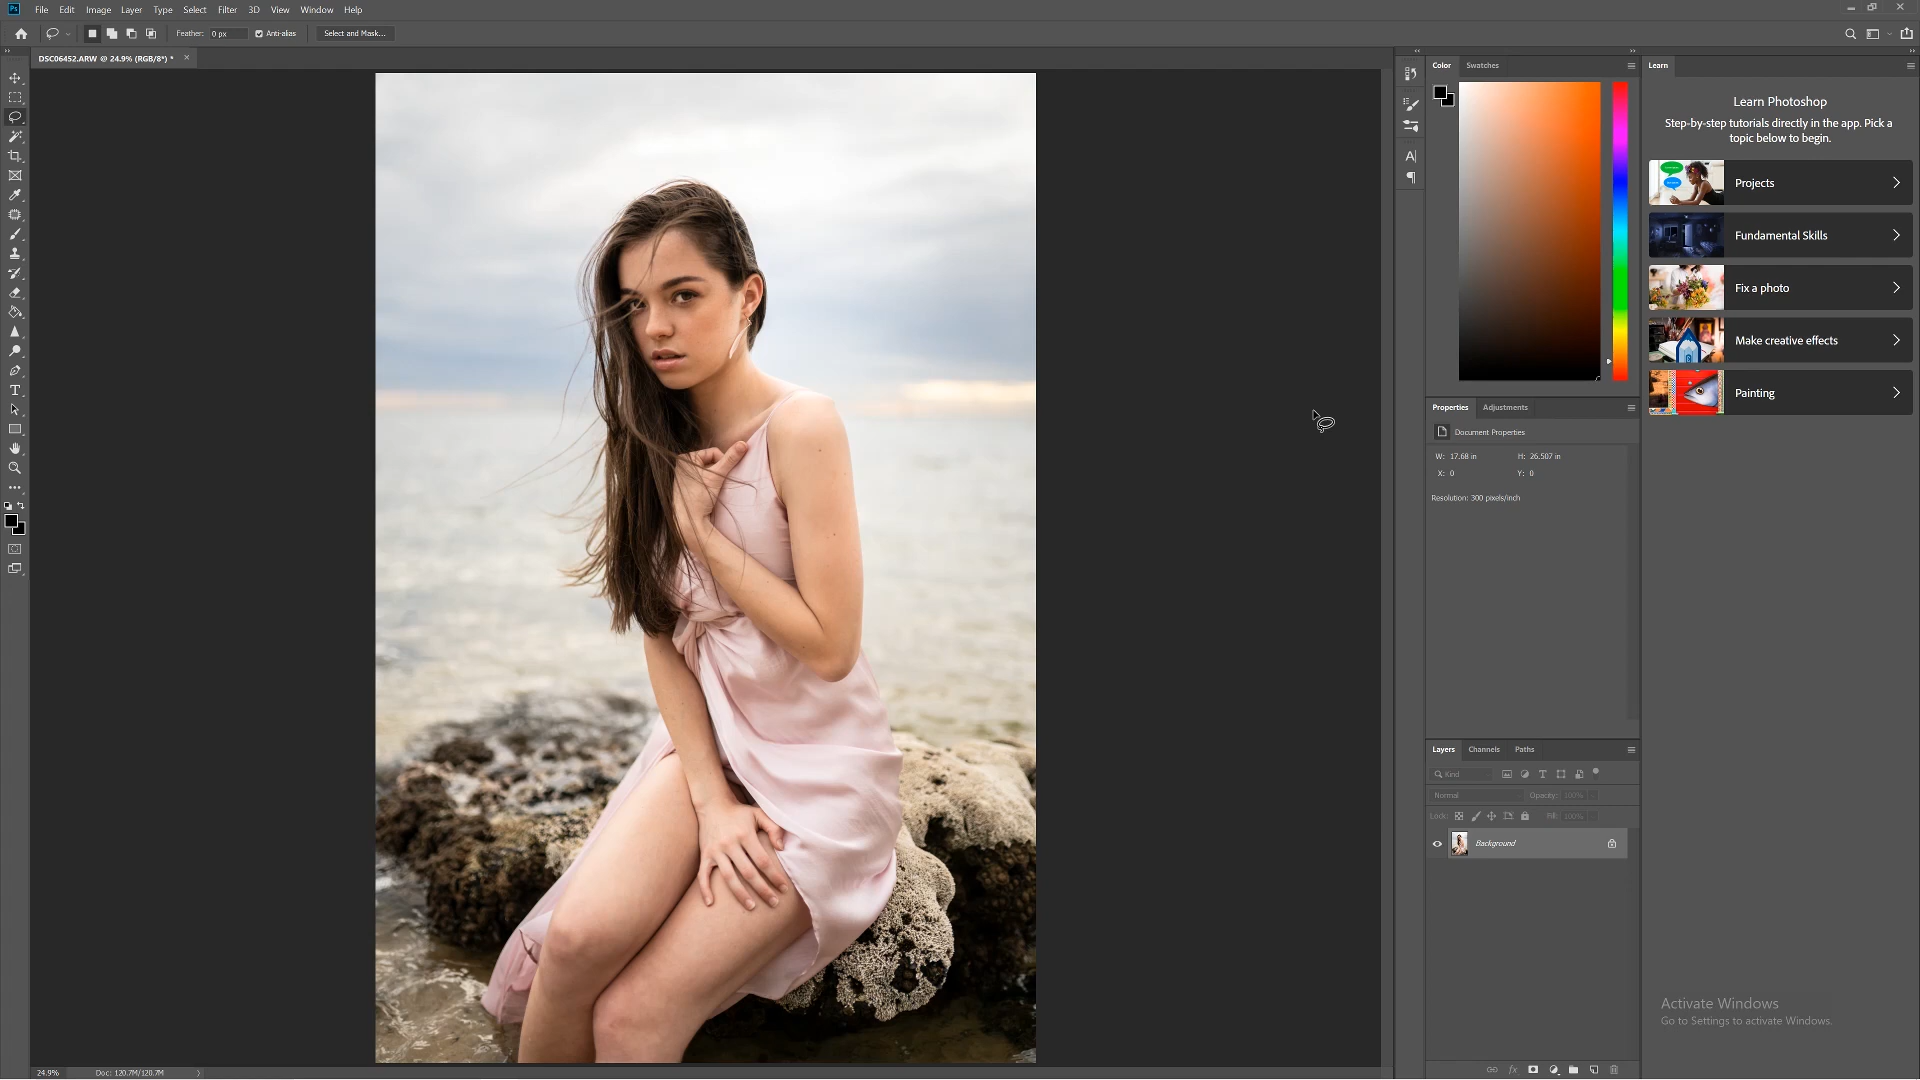 Ps File Edit Image Layer Type Select Filter 3D View Window Help
Feather: 0 px Anti-alias Select and Mask...
DSC06452.ARW @ 24.9% (RGB/8*) *
Color Swatches
Learn
Learn Photoshop
Step-by-step tutorials directly in the app. Pick a
topic below to begin.
Projects
Fundamental Skills
Fix a photo
Make creative effects
Painting
Properties Adjustments
Document Properties
W: 17.68 in H: 26.507 in
X: 0 Y: 0
Resolution: 300 pixels/inch
Layers Channels Paths
Kind
Normal Opacity: 100%
Lock: Fill: 100%
Background
Activate Windows
Go to Settings to activate Windows.
24.9% Doc: 120.7M/120.7M